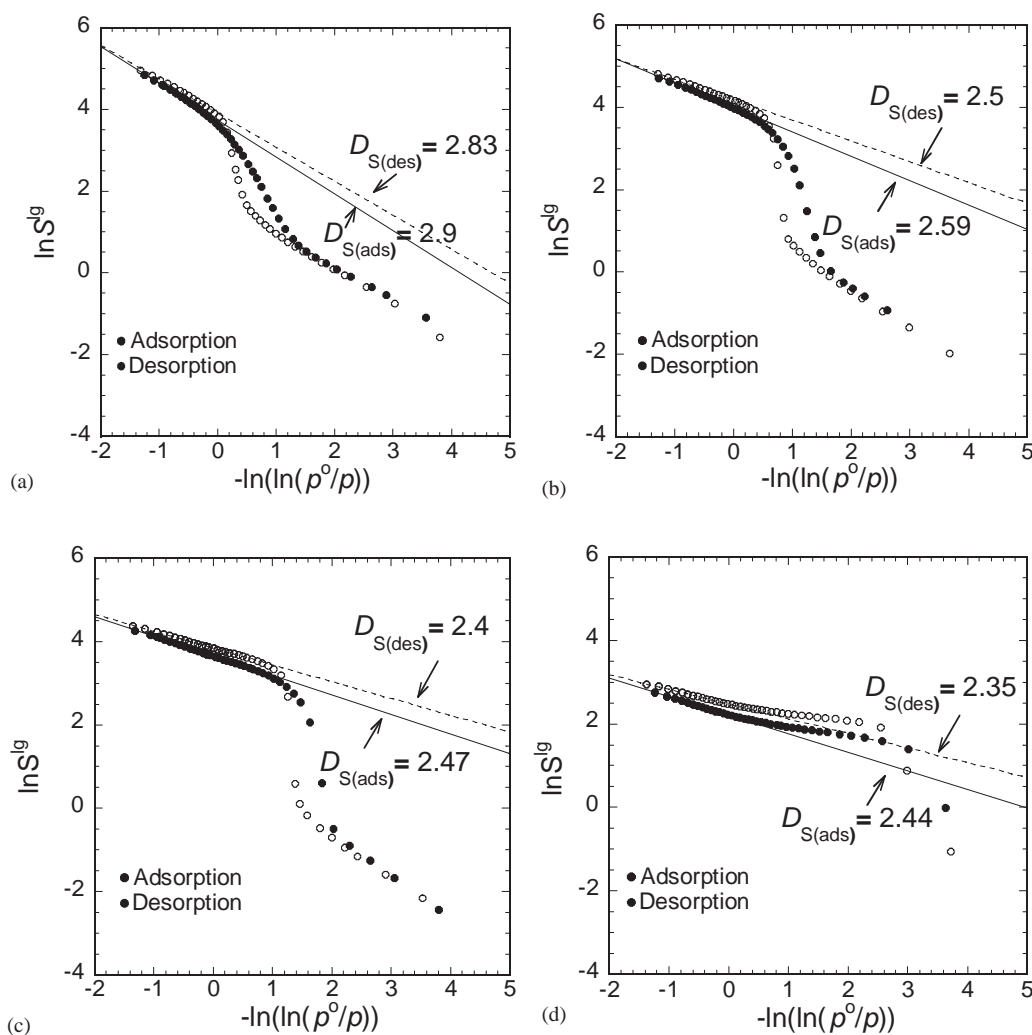 6
4
2
0
-2
-4
lnS^lg
D_S(des) = 2.83
D_S(ads) = 2.9
● Adsorption
● Desorption
-2 -1 0 1 2 3 4 5
-ln(ln(p^o/p))
(a)
6
4
2
0
-2
-4
lnS^lg
D_S(des) = 2.5
D_S(ads) = 2.59
● Adsorption
● Desorption
-2 -1 0 1 2 3 4 5
-ln(ln(p^o/p))
(b)
6
4
2
0
-2
-4
lnS^lg
D_S(des) = 2.4
D_S(ads) = 2.47
● Adsorption
● Desorption
-2 -1 0 1 2 3 4 5
-ln(ln(p^o/p))
(c)
6
4
2
0
-2
-4
lnS^lg
D_S(des) = 2.35
D_S(ads) = 2.44
● Adsorption
● Desorption
-2 -1 0 1 2 3 4 5
-ln(ln(p^o/p))
(d)